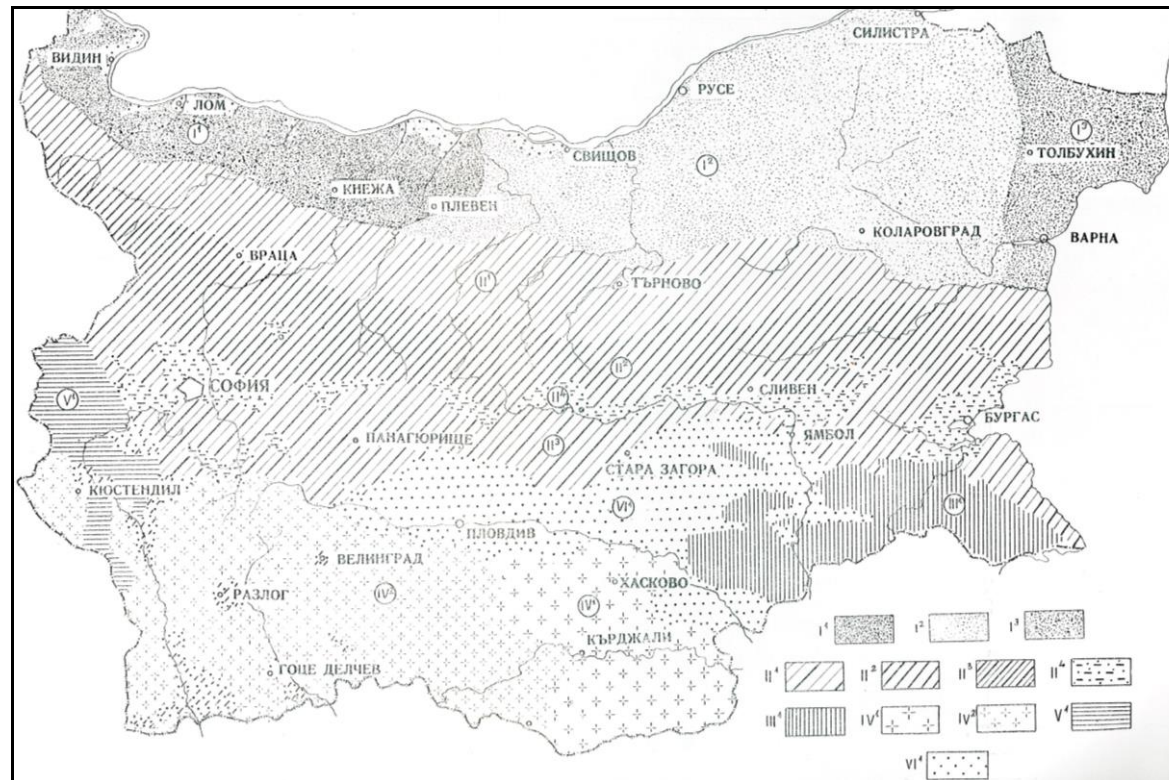 СИЛИСТРА
ВИДИН
РУСЕ
ЛОМ
I¹
I³
СВИЩОВ
I²
ТОЛБУХИН
КНЕЖА
ПЛЕВЕН
КОЛАРОВГРАД
ВАРНА
ВРАЦА
II¹
ТЪРНОВО
II²
СОФИЯ
СЛИВЕН
V¹
II⁴
БУРГАС
ПАНАГЮРИЩЕ
II³
ЯМБОЛ
СТАРА ЗАГОРА
КЮСТЕНДИЛ
VI¹
III¹
ПЛОВДИВ
ВЕЛИНГРАД
ХАСКОВО
РАЗЛОГ
IV²
IV¹
КЪРДЖАЛИ
I¹ I² I³
ГОЦЕ ДЕЛЧЕВ
II¹ II² II³ II⁴
III¹ IV¹ IV² V¹
VI¹